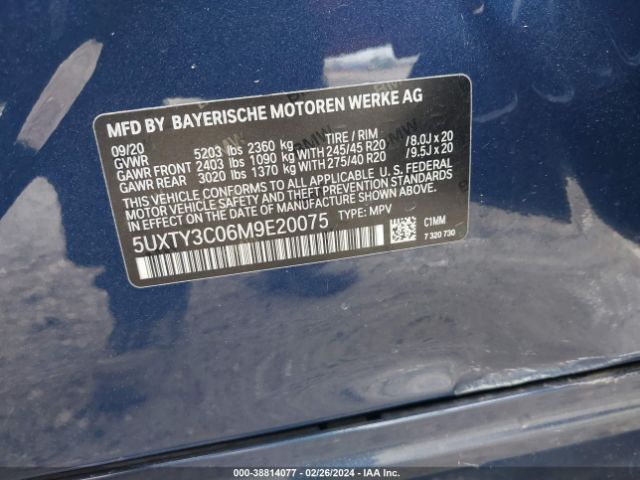 MFD BY BAYERISCHE MOTOREN WERKE AG
09/20 5203 lbs 2360 kg TIRE / RIM
GVWR
GAWR FRONT 2403 lbs 1090 kg WITH 245/45 R20 /8.0J x 20
GAWR REAR 3020 lbs 1370 kg WITH 275/40 R20 /9.5J x 20
THIS VEHICLE CONFORMS TO ALL APPLICABLE U. S. FEDERAL
MOTOR VEHICLE SAFETY AND THEFT PREVENTION STANDARDS
IN EFFECT ON THE DATE OF MANUFACTURE SHOWN ABOVE.
5UXTY3C06M9E20075 TYPE: MPV
C1MM
7 320 730
000-38814077 - 02/26/2024 - IAA Inc.